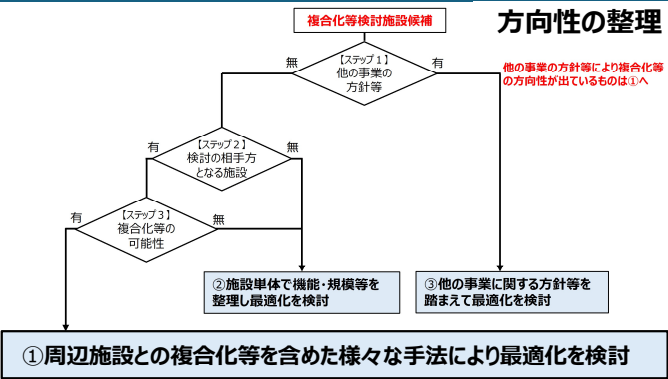 方向性の整理
複合化等検討施設候補
【ステップ1】
他の事業の
方針等
無
有
他の事業の方針等により複合化等
の方向性が出ているものは①へ
【ステップ2】
検討の相手方
となる施設
有
無
【ステップ3】
複合化等の
可能性
有
無
②施設単体で機能・規模等を
整理し最適化を検討
③他の事業に関する方針等を
踏まえて最適化を検討
①周辺施設との複合化等を含めた様々な手法により最適化を検討